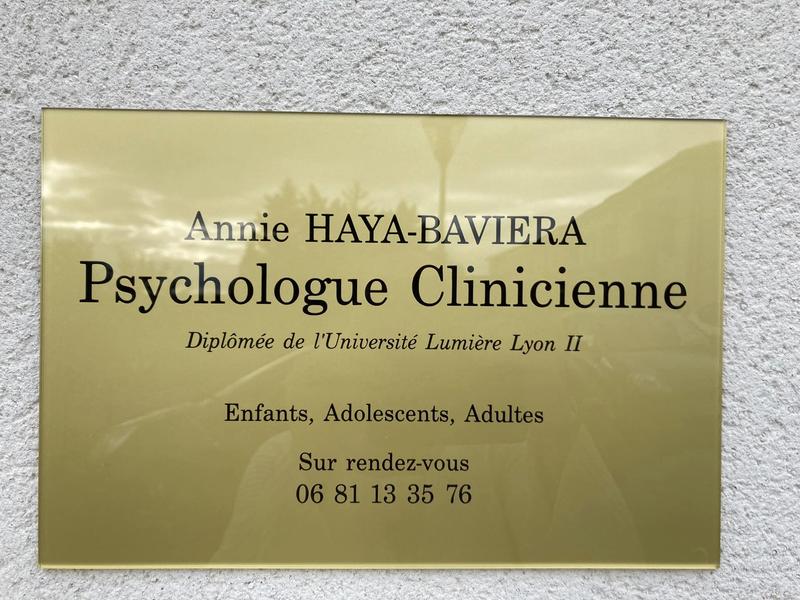 Annie HAYA-BAVIERA
Psychologue Clinicienne
Diplômée de l'Université Lumière Lyon II
Enfants, Adolescents, Adultes
Sur rendez-vous
06 81 13 35 76